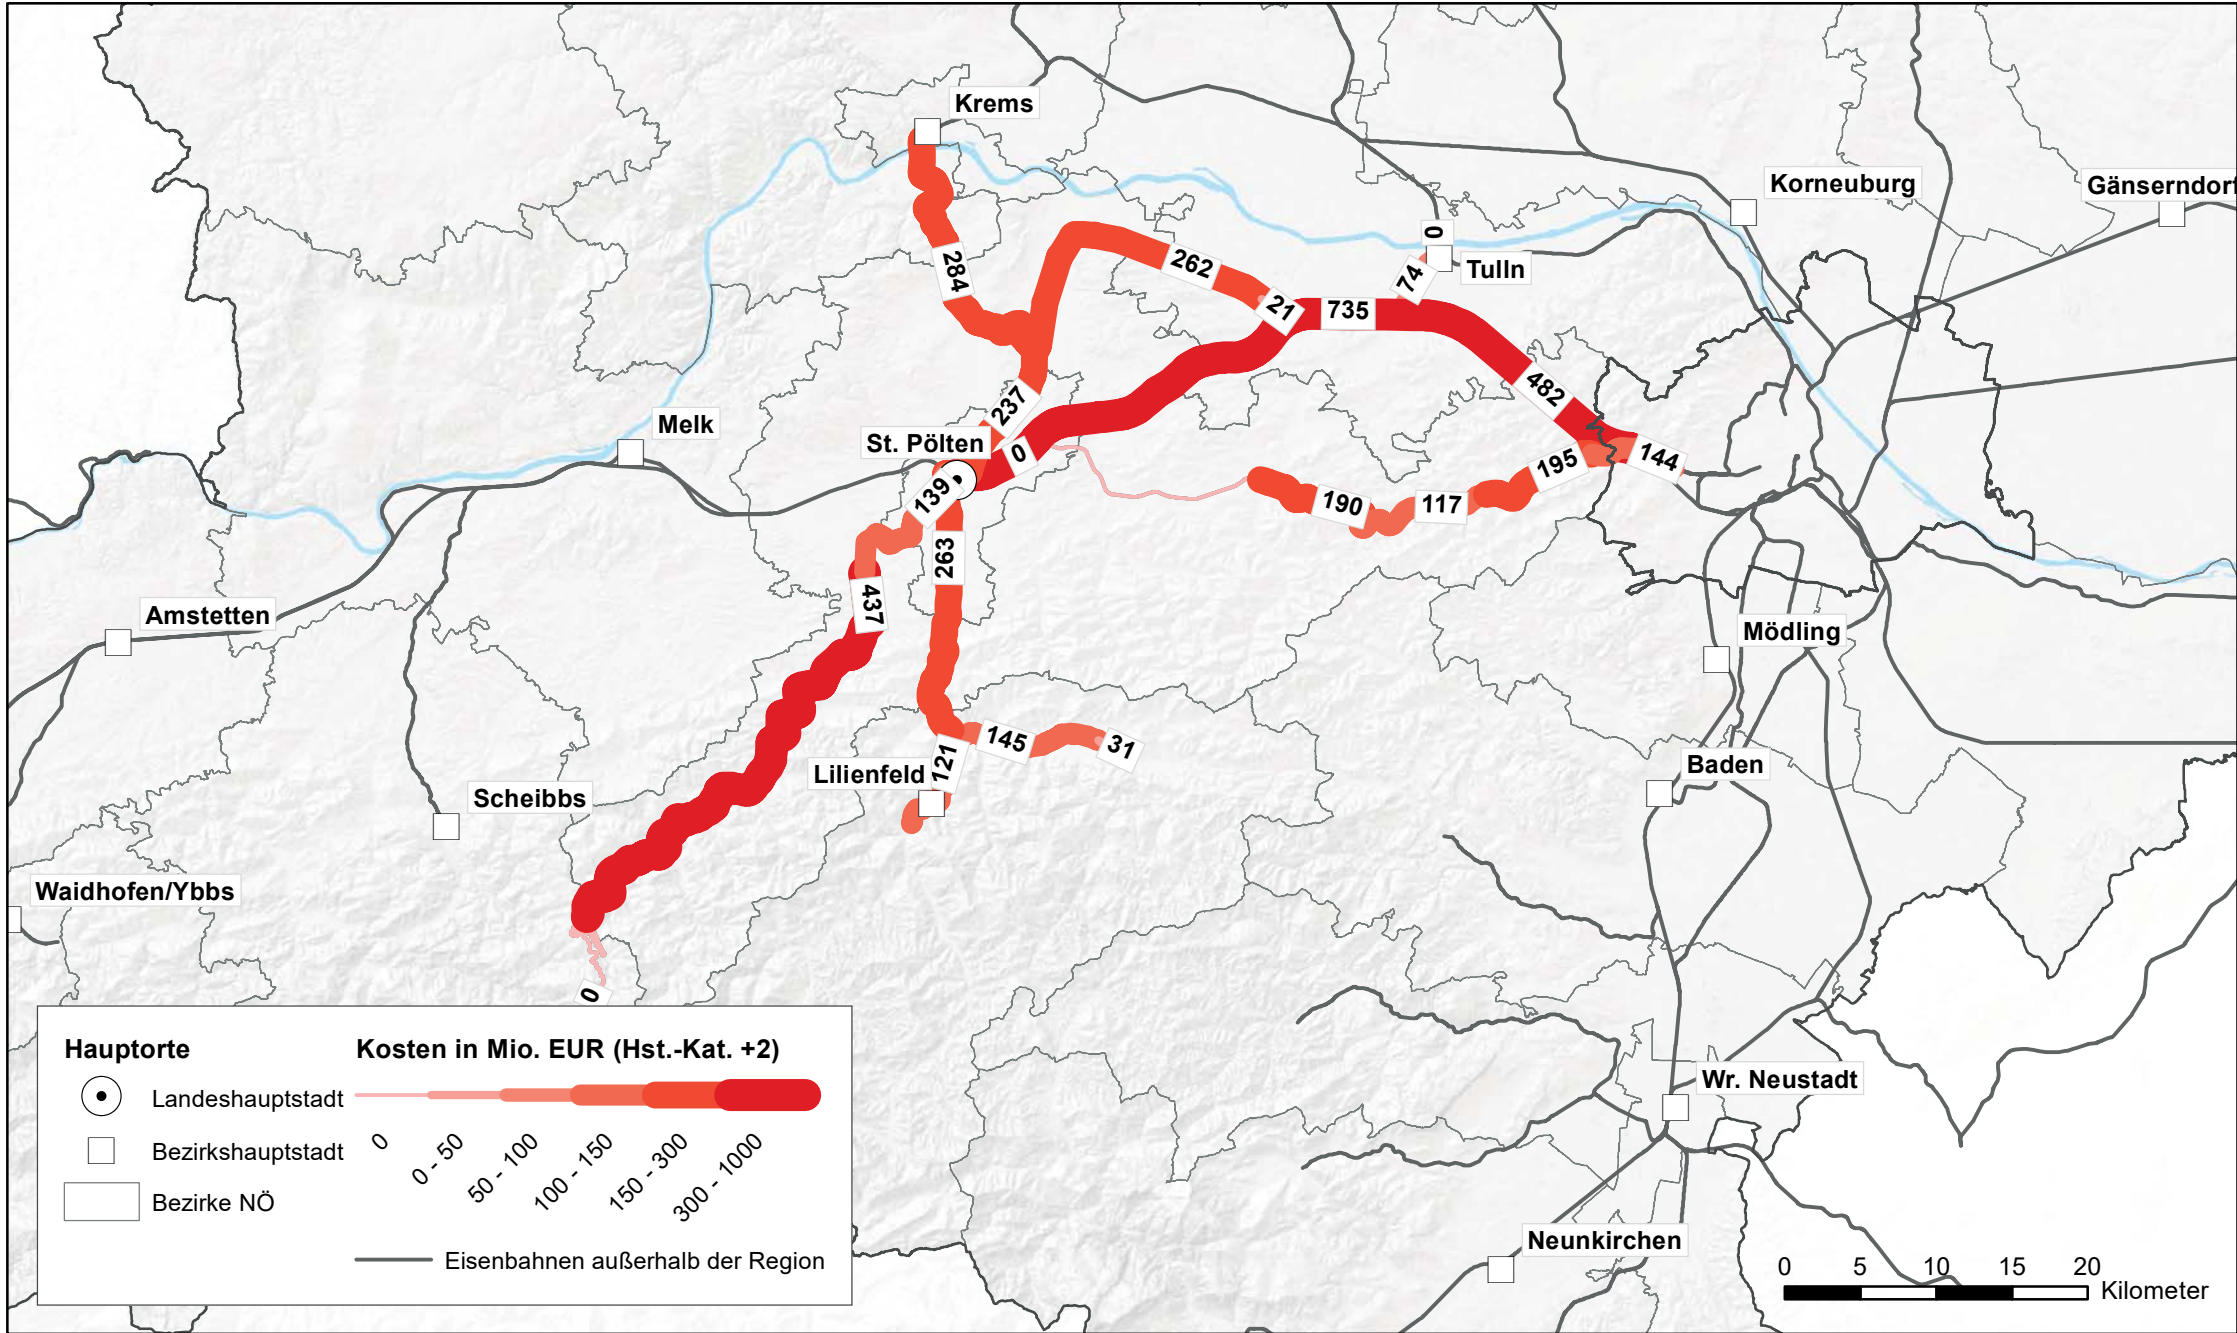 Krems
Korneuburg
Gänserndorf
0
Tulln
74
284
262
21
735
482
237
Melk
St. Pölten
0
144
195
139
190
117
263
437
Amstetten
Mödling
145
31
121
Lilienfeld
Baden
Scheibbs
Waidhofen/Ybbs
0
Hauptorte
Landeshauptstadt
Bezirkshauptstadt
Bezirke NÖ
Kosten in Mio. EUR (Hst.-Kat. +2)
0
0 - 50
50 - 100
100 - 150
150 - 300
300 - 1000
Eisenbahnen außerhalb der Region
Wr. Neustadt
Neunkirchen
0 5 10 15 20
Kilometer